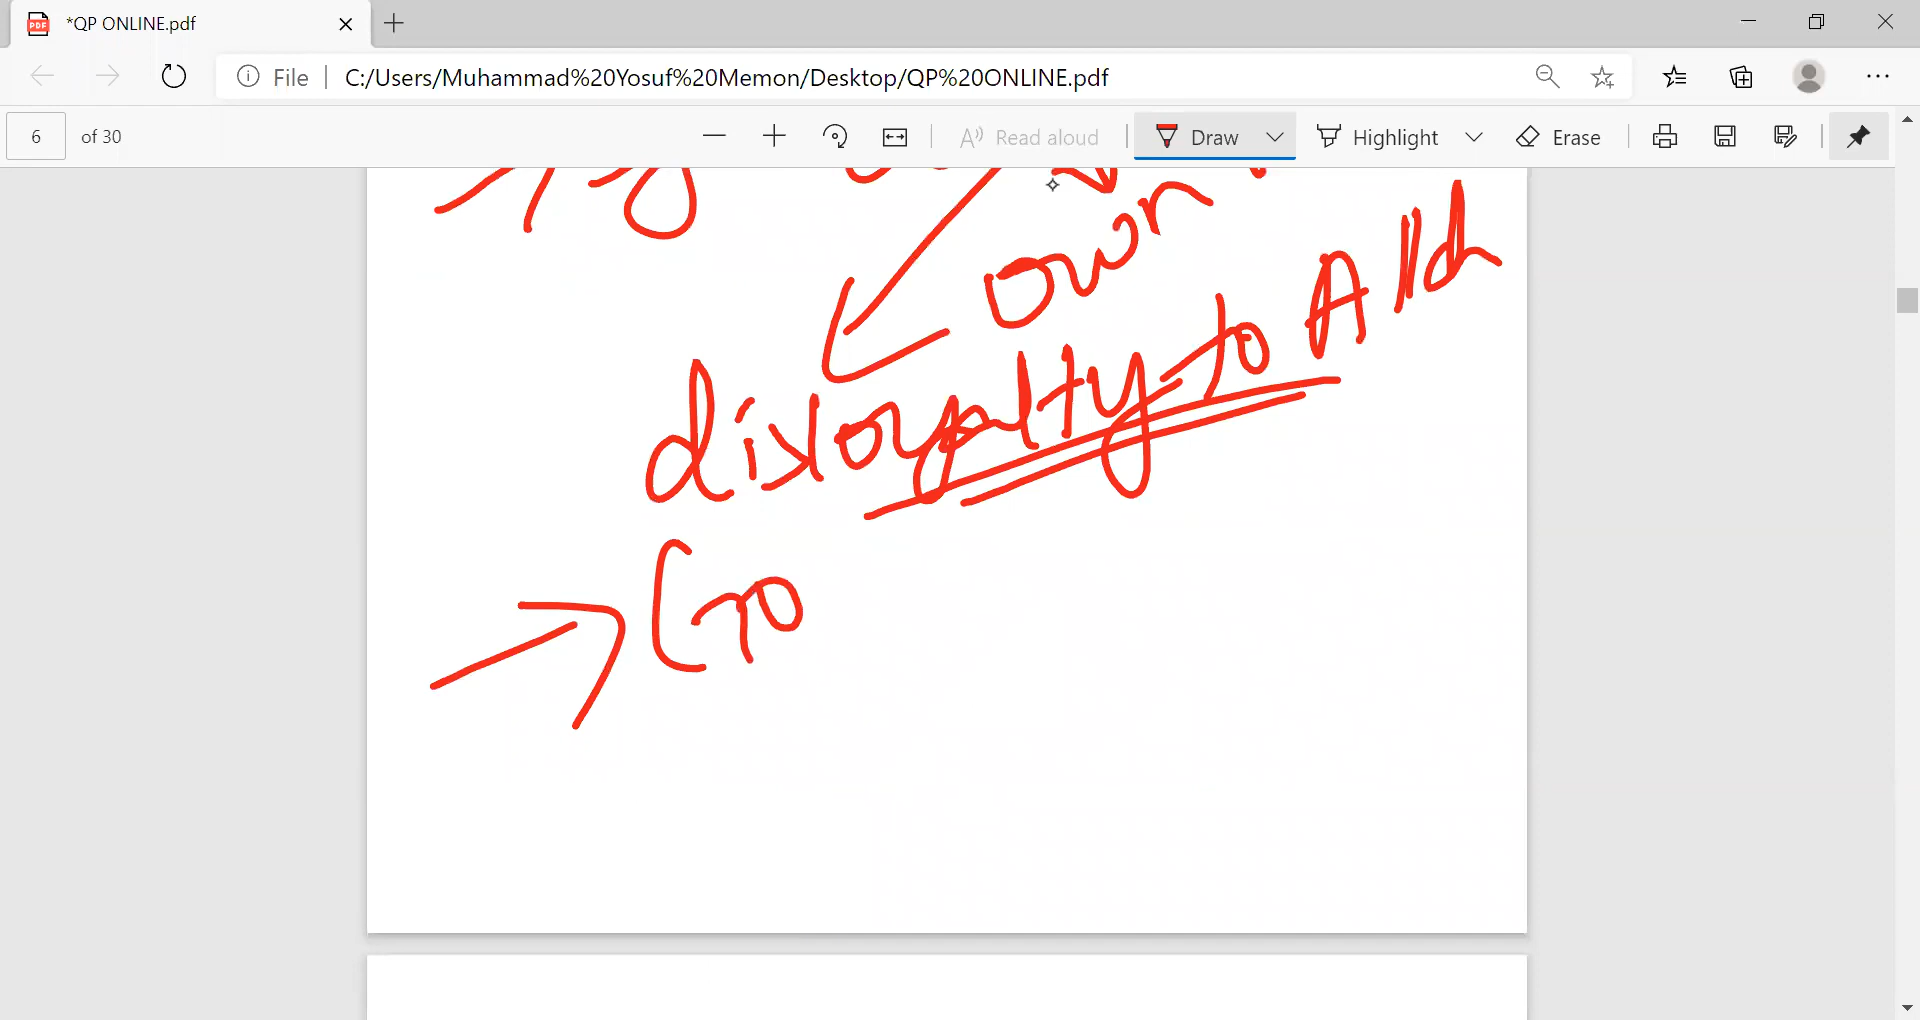 *QP ONLINE.pdf
File | C:/Users/Muhammad%20Yosuf%20Memon/Desktop/QP%20ONLINE.pdf
6 of 30
Read aloud
Draw
Highlight
Erase
own
disloyalty to Allah